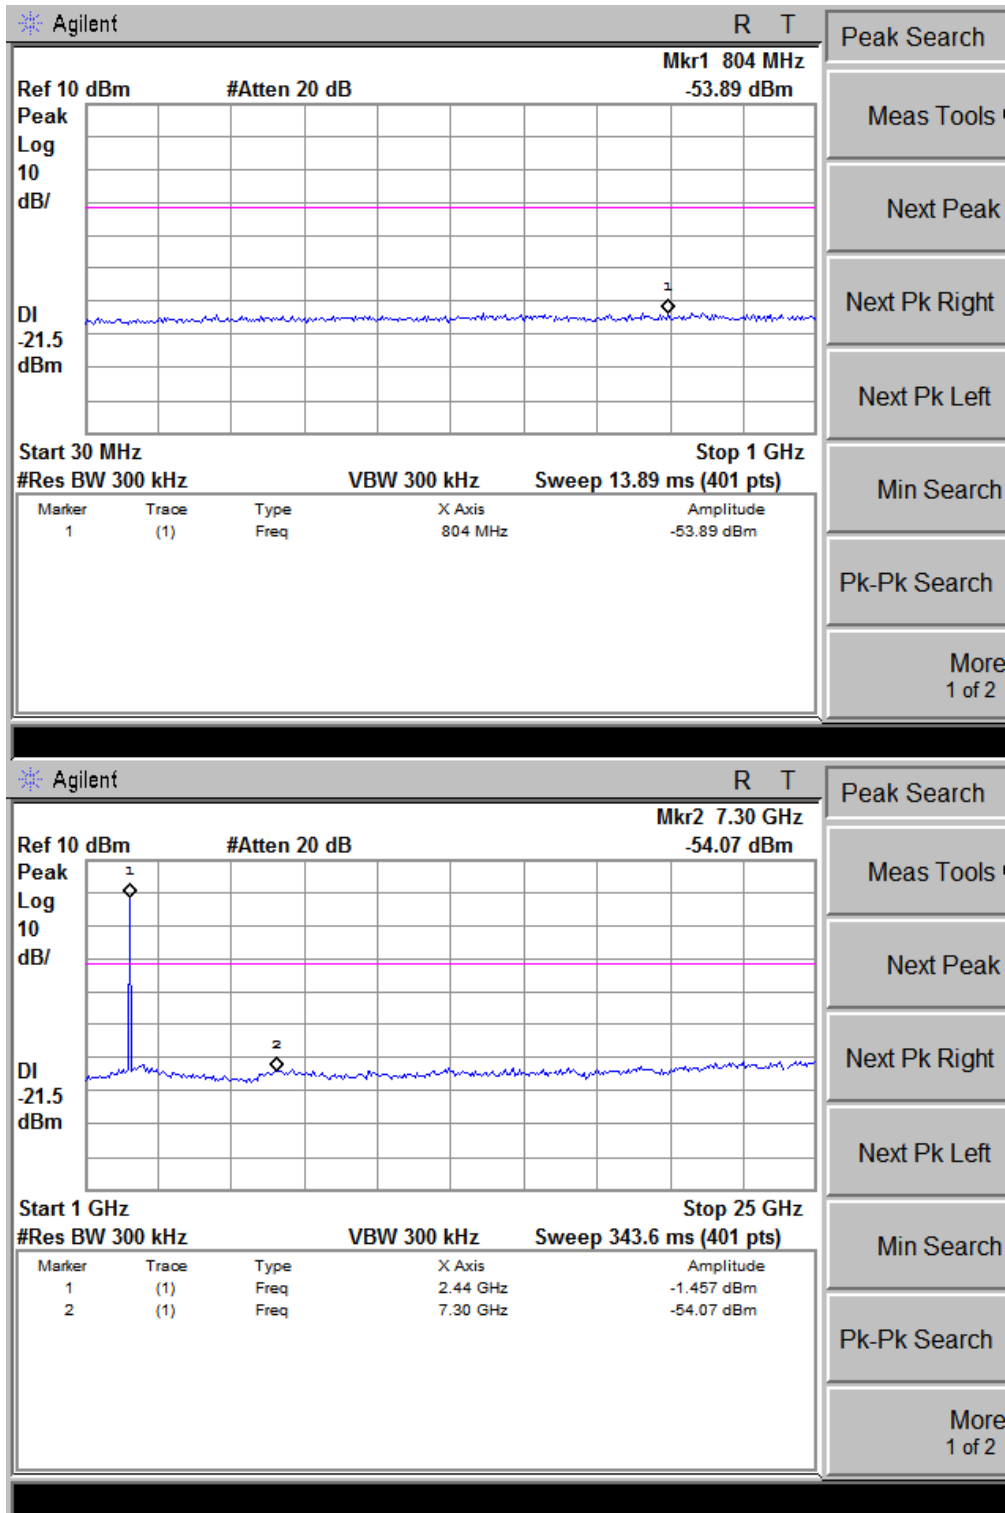 Agilent R T
Peak Search
Mkr1 804 MHz
Ref 10 dBm #Atten 20 dB -53.89 dBm
Peak
Log
10
dB/
1
DI
-21.5
dBm
Start 30 MHz Stop 1 GHz
#Res BW 300 kHz VBW 300 kHz Sweep 13.89 ms (401 pts)
Marker Trace Type X Axis Amplitude
1 (1) Freq 804 MHz -53.89 dBm
Meas Tools
Next Peak
Next Pk Right
Next Pk Left
Min Search
Pk-Pk Search
More
1 of 2
Agilent R T
Peak Search
Mkr2 7.30 GHz
Ref 10 dBm #Atten 20 dB -54.07 dBm
Peak
Log
10
dB/
1
2
DI
-21.5
dBm
Start 1 GHz Stop 25 GHz
#Res BW 300 kHz VBW 300 kHz Sweep 343.6 ms (401 pts)
Marker Trace Type X Axis Amplitude
1 (1) Freq 2.44 GHz -1.457 dBm
2 (1) Freq 7.30 GHz -54.07 dBm
Meas Tools
Next Peak
Next Pk Right
Next Pk Left
Min Search
Pk-Pk Search
More
1 of 2